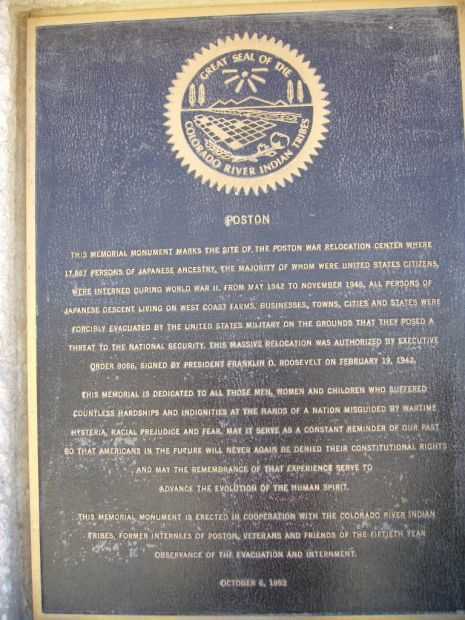 GREAT SEAL OF THE
COLORADO RIVER INDIAN TRIBES
POSTON
THIS MEMORIAL MONUMENT MARKS THE SITE OF THE POSTON WAR RELOCATION CENTER WHERE
17,867 PERSONS OF JAPANESE ANCESTRY, THE MAJORITY OF WHOM WERE UNITED STATES CITIZENS,
WERE INTERNED DURING WORLD WAR II. FROM MAY 1942 TO NOVEMBER 1945, ALL PERSONS OF
JAPANESE DESCENT LIVING ON WEST COAST FARMS, BUSINESSES, TOWNS, CITIES AND STATES WERE
FORCIBLY EVACUATED BY THE UNITED STATES MILITARY ON THE GROUNDS THAT THEY POSED A
THREAT TO THE NATIONAL SECURITY. THIS MASSIVE RELOCATION WAS AUTHORIZED BY EXECUTIVE
ORDER 9066, SIGNED BY PRESIDENT FRANKLIN D. ROOSEVELT ON FEBRUARY 19, 1942.
THIS MEMORIAL IS DEDICATED TO ALL THOSE MEN, WOMEN AND CHILDREN WHO SUFFERED
COUNTLESS HARDSHIPS AND INDIGNITIES AT THE HANDS OF A NATION MISGUIDED BY WARTIME
HYSTERIA, RACIAL PREJUDICE AND FEAR. MAY IT SERVE AS A CONSTANT REMINDER OF OUR PAST
SO THAT AMERICANS IN THE FUTURE WILL NEVER AGAIN BE DENIED THEIR CONSTITUTIONAL RIGHTS
AND MAY THE REMEMBRANCE OF THAT EXPERIENCE SERVE TO
ADVANCE THE EVOLUTION OF THE HUMAN SPIRIT.
THIS MEMORIAL MONUMENT IS ERECTED IN COOPERATION WITH THE COLORADO RIVER INDIAN
TRIBES, FORMER INTERNEES OF POSTON, VETERANS AND FRIENDS OF THE FIFTIETH YEAR
OBSERVANCE OF THE EVACUATION AND INTERNMENT.
OCTOBER 6, 1992